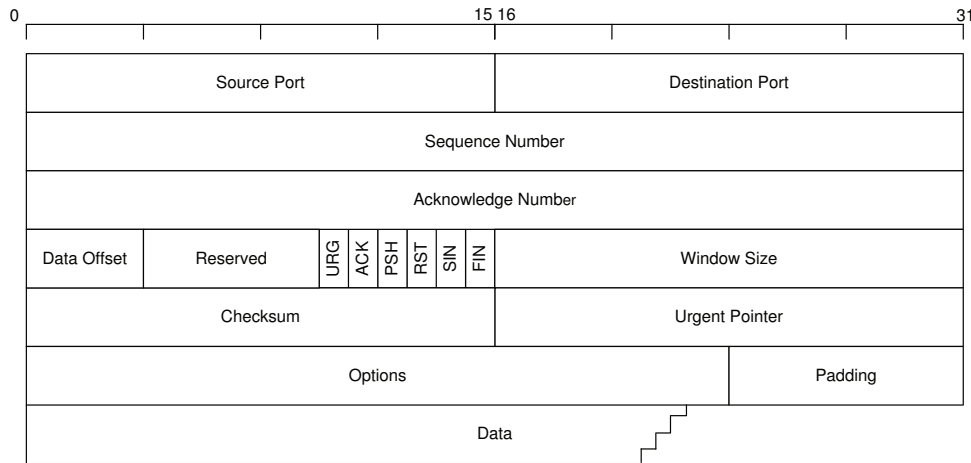 0 15 16 31
Source Port Destination Port
Sequence Number
Acknowledge Number
Data Offset Reserved URG ACK PSH RST SIN FIN Window Size
Checksum Urgent Pointer
Options Padding
Data